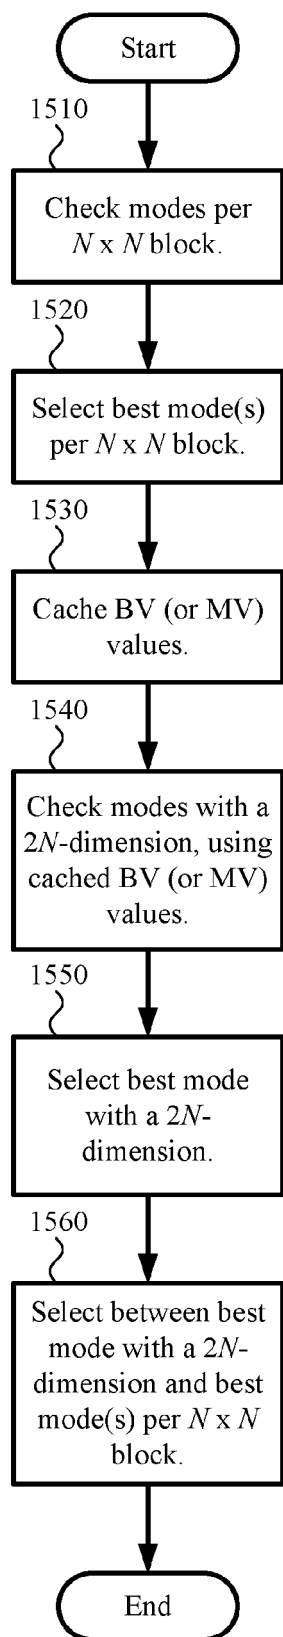 Start
1510
Check modes per
N x N block.
1520
Select best mode(s)
per N x N block.
1530
Cache BV (or MV)
values.
1540
Check modes with a
2N-dimension, using
cached BV (or MV)
values.
1550
Select best mode
with a 2N-
dimension.
1560
Select between best
mode with a 2N-
dimension and best
mode(s) per N x N
block.
End